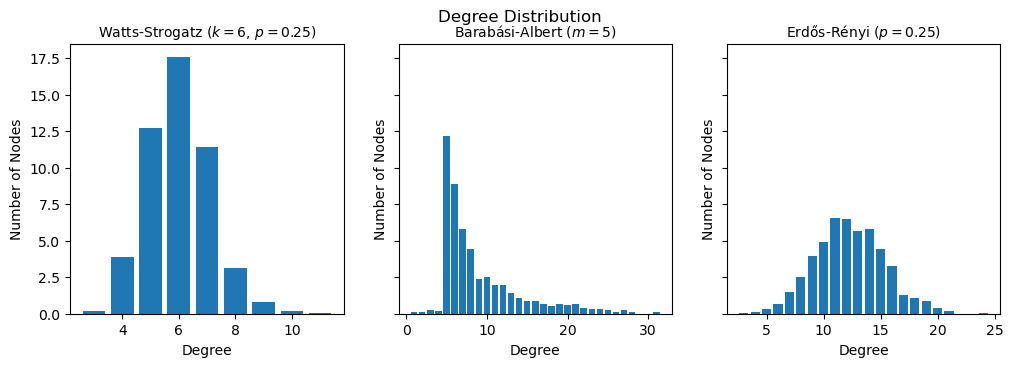 Degree Distribution
Watts-Strogatz (k = 6, p = 0.25)
Barabási-Albert (m = 5)
Erdős-Rényi (p = 0.25)
Number of Nodes
17.5
15.0
12.5
10.0
7.5
5.0
2.5
0.0
4 6 8 10
Degree
Number of Nodes
0 10 20 30
Degree
Number of Nodes
5 10 15 20 25
Degree